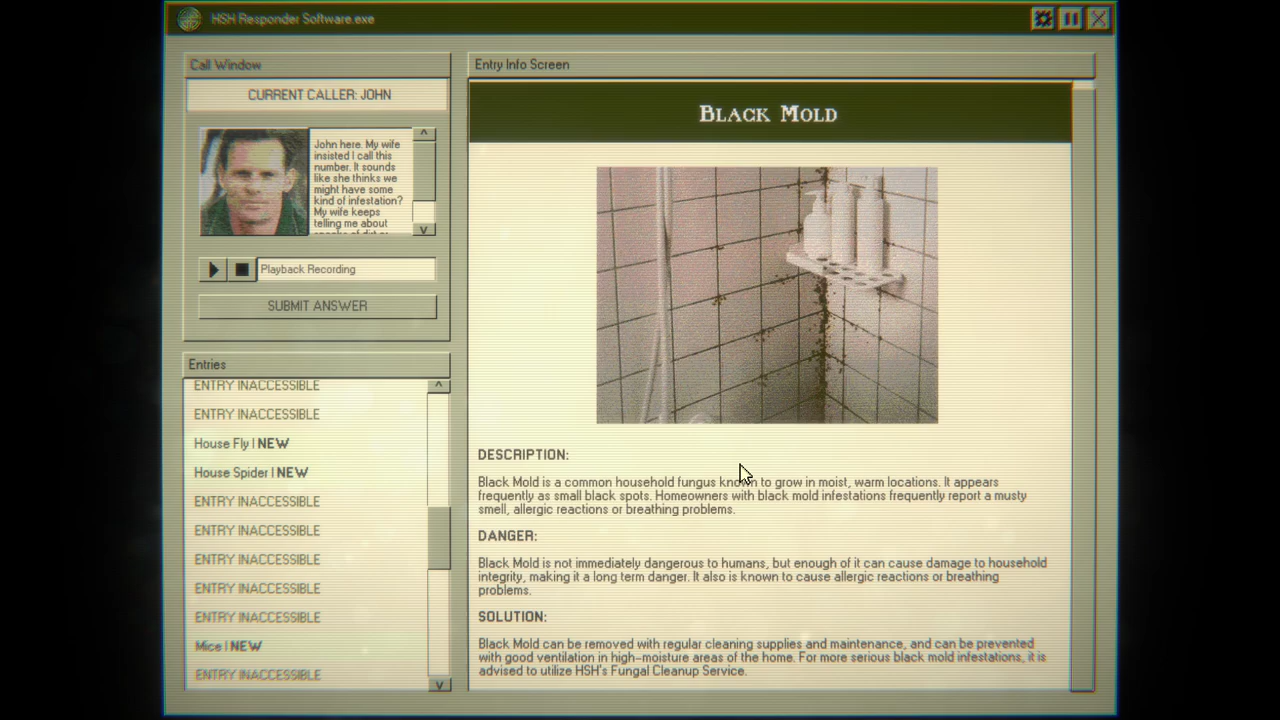 HSH Responder Software.exe
Call Window
CURRENT CALLER: JOHN
John here. My wife
insisted I call this
number. It sounds
like she thinks we
might have some
kind of infestation?
My wife keeps
telling me about
Playback Recording
SUBMIT ANSWER
Entries
ENTRY INACCESSIBLE
ENTRY INACCESSIBLE
House Fly | NEW
House Spider | NEW
ENTRY INACCESSIBLE
ENTRY INACCESSIBLE
ENTRY INACCESSIBLE
ENTRY INACCESSIBLE
ENTRY INACCESSIBLE
Mice | NEW
ENTRY INACCESSIBLE
Entry Info Screen
BLACK MOLD
DESCRIPTION:
Black Mold is a common household fungus known to grow in moist, warm locations. It appears
frequently as small black spots. Homeowners with black mold infestations frequently report a musty
smell, allergic reactions or breathing problems.
DANGER:
Black Mold is not immediately dangerous to humans, but enough of it can cause damage to household
integrity, making it a long term danger. It also is known to cause allergic reactions or breathing
problems.
SOLUTION:
Black Mold can be removed with regular cleaning supplies and maintenance, and can be prevented
with good ventilation in high-moisture areas of the home. For more serious black mold infestations, it is
advised to utilize HSH's Fungal Cleanup Service.